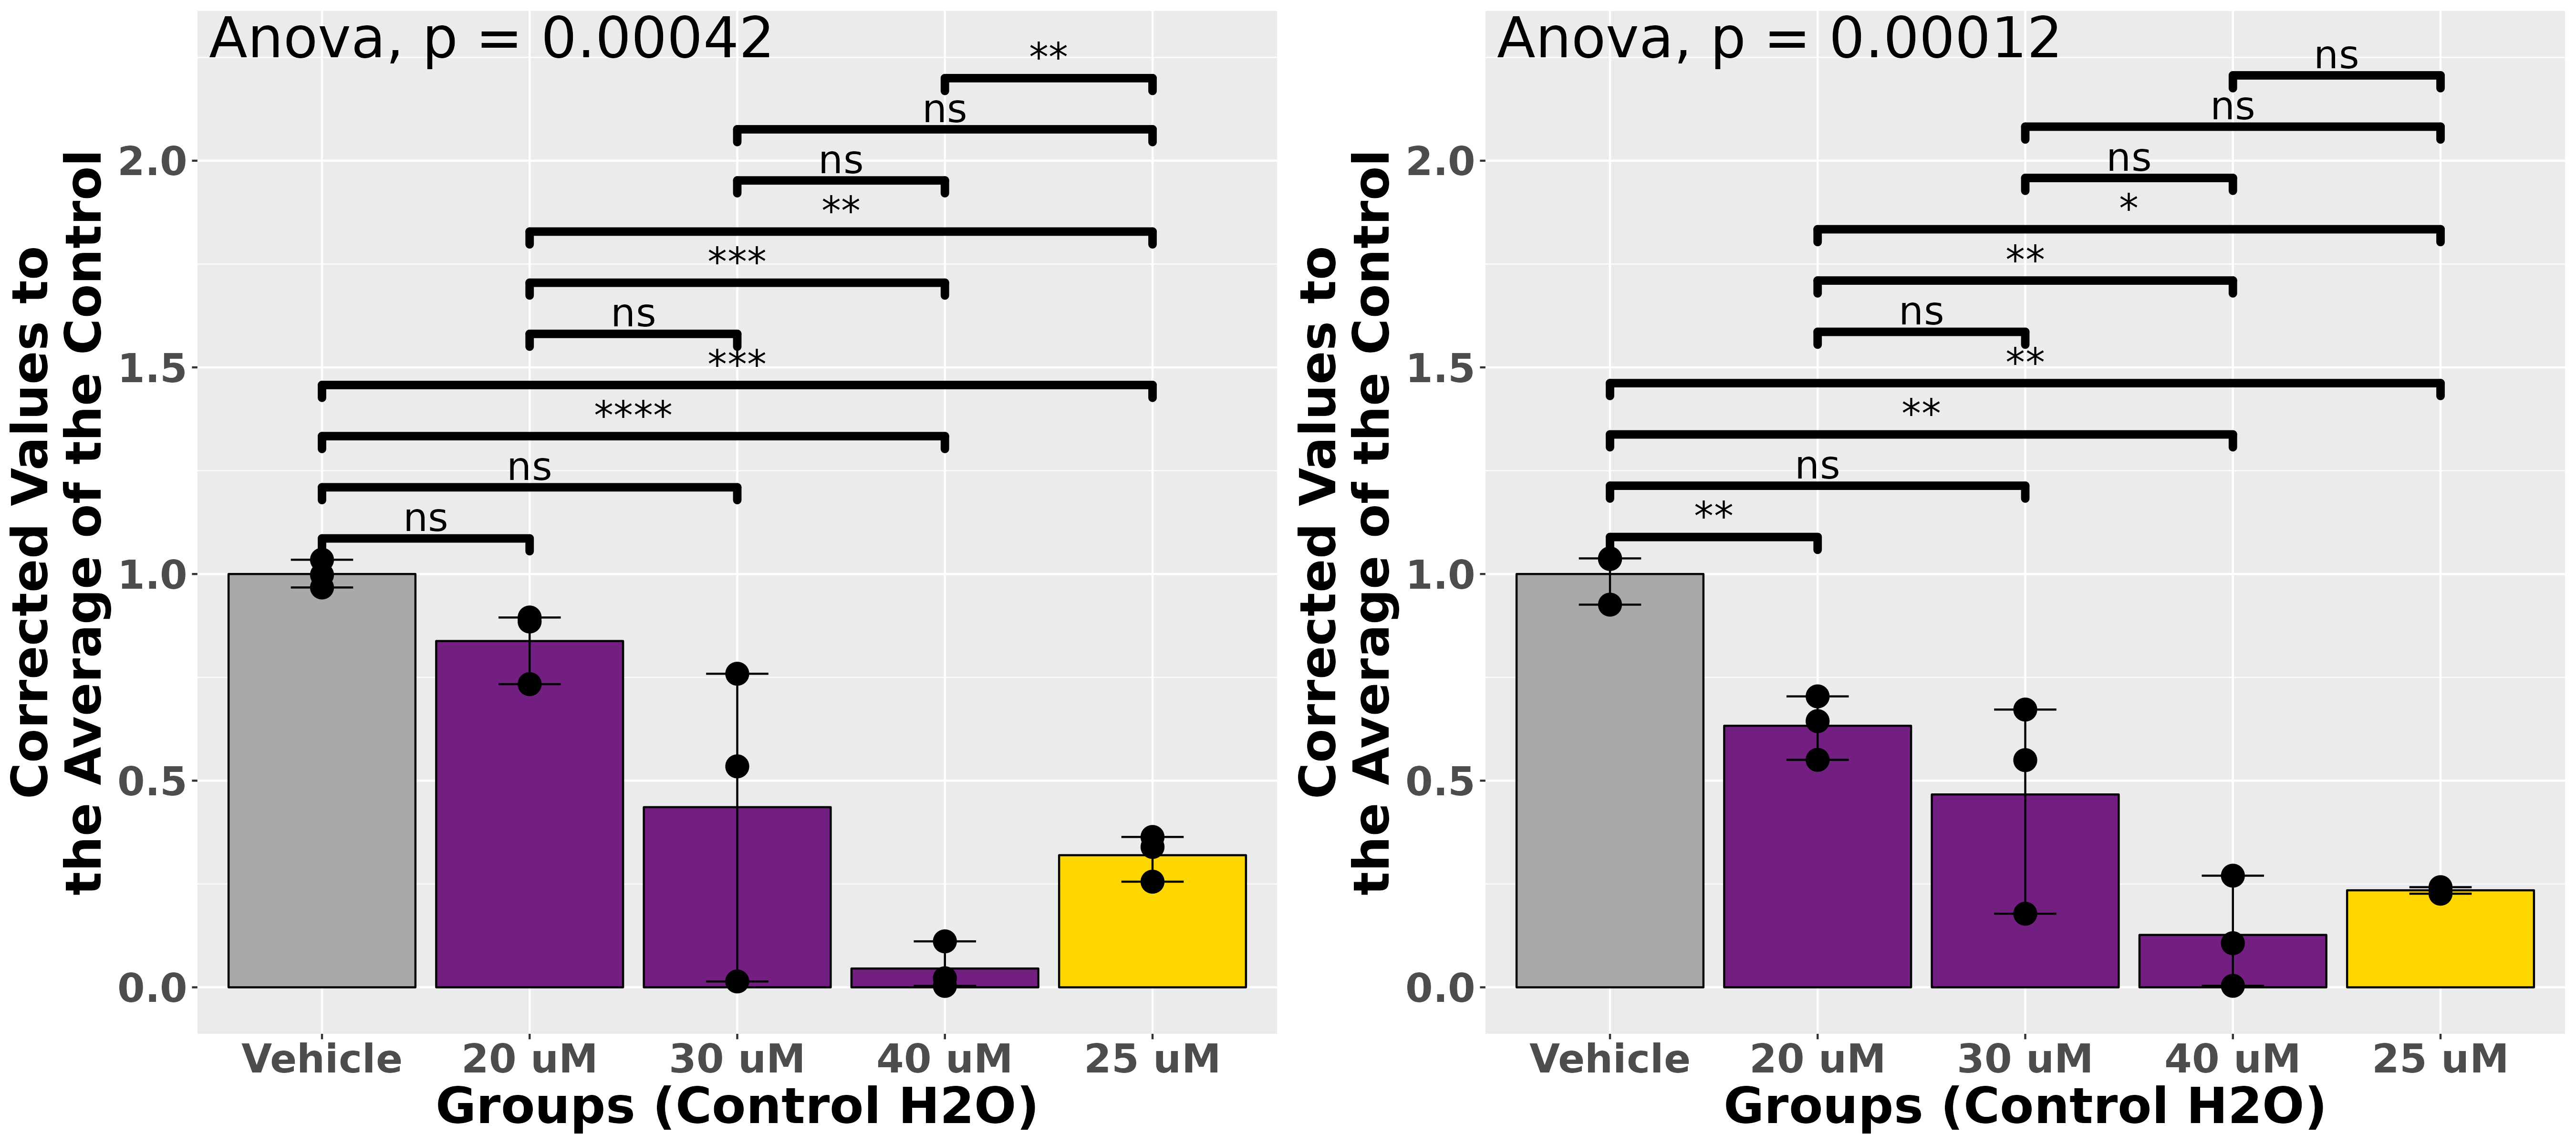 Anova, p = 0.00042
**
ns
ns
**
***
ns
***
****
ns
ns
2.0
1.5
1.0
0.5
0.0
Corrected Values to
the Average of the Control
Vehicle 20 uM 30 uM 40 uM 25 uM
Groups (Control H2O)
Anova, p = 0.00012
ns
ns
ns
*
**
ns
**
**
ns
**
2.0
1.5
1.0
0.5
0.0
Corrected Values to
the Average of the Control
Vehicle 20 uM 30 uM 40 uM 25 uM
Groups (Control H2O)